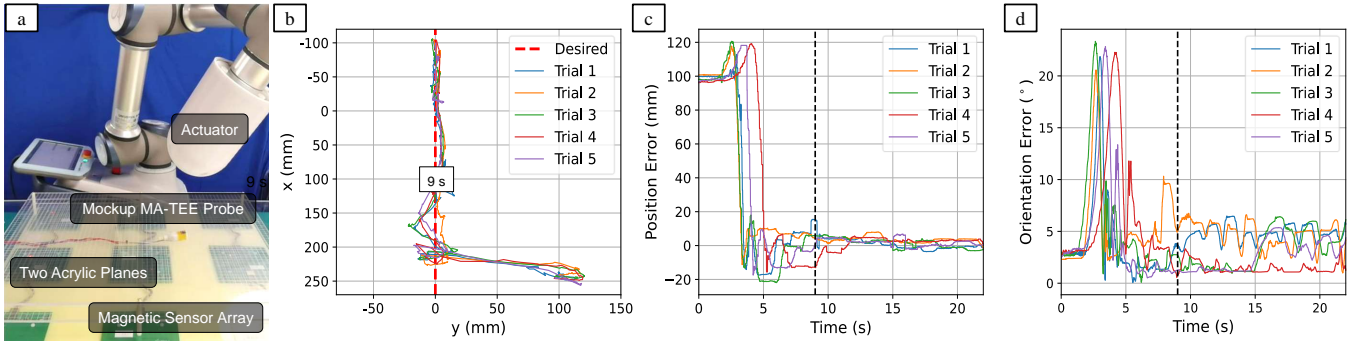 a
Actuator
9 s
Mockup MA-TEE Probe
Two Acrylic Planes
Magnetic Sensor Array
b
x (mm)
-100
-50
0
50
100
150
200
250
-50
0
50
100
150
y (mm)
Desired
Trial 1
Trial 2
Trial 3
Trial 4
Trial 5
9 s
c
Position Error (mm)
120
100
80
60
40
20
0
−20
0
5
10
15
20
Time (s)
Trial 1
Trial 2
Trial 3
Trial 4
Trial 5
d
Orientation Error (°)
20
15
10
5
0
0
5
10
15
20
Time (s)
Trial 1
Trial 2
Trial 3
Trial 4
Trial 5